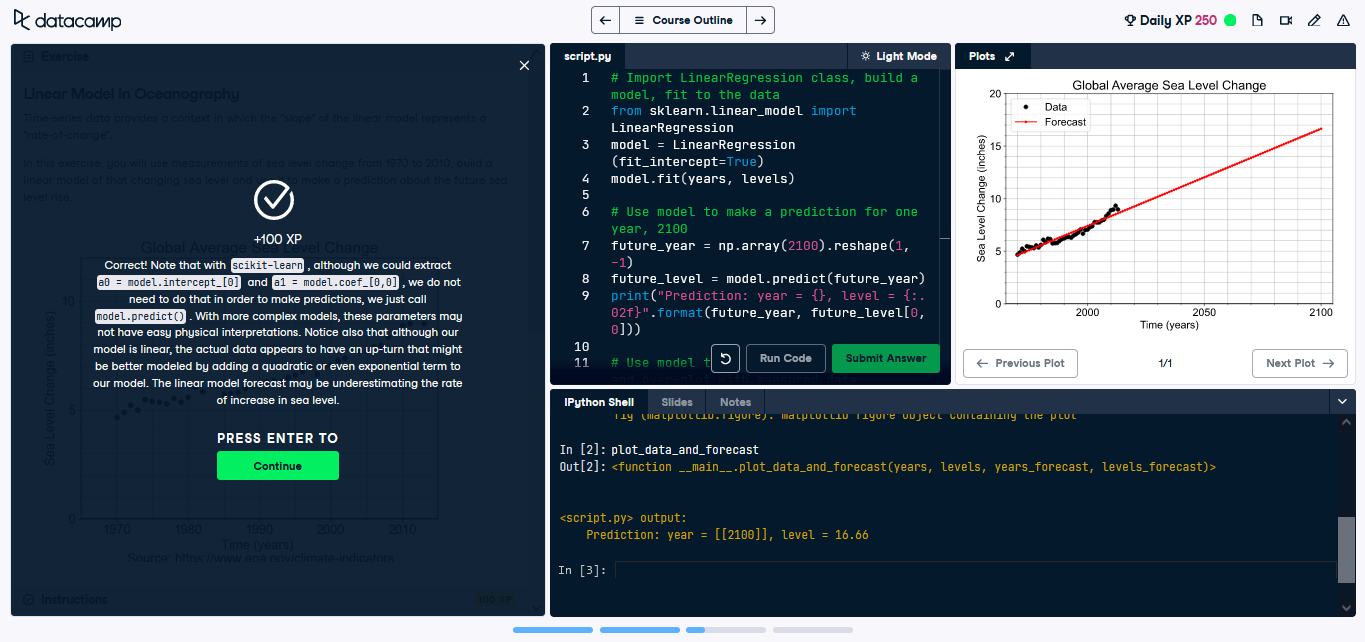 datacamp
Course Outline
Daily XP 250
Exercise
Linear Model in Oceanography
Time-series data provides a context in which the "slope" of the linear model represents a
"rate-of-change".
In this exercise, you will use measurements of sea level change from 1970 to 2010, build a
linear model of that changing sea level and use it to make a prediction about the future sea
level rise.
+100 XP
Correct! Note that with scikit-learn , although we could extract
a0 = model.intercept_[0] and a1 = model.coef_[0,0] , we do not
need to do that in order to make predictions, we just call
model.predict() . With more complex models, these parameters may
not have easy physical interpretations. Notice also that although our
model is linear, the actual data appears to have an up-turn that might
be better modeled by adding a quadratic or even exponential term to
our model. The linear model forecast may be underestimating the rate
of increase in sea level.
PRESS ENTER TO
Continue
Global Average Sea Level Change
Sea Level Change (inches)
10
5
0
1970 1980 1990 2000 2010
Time (years)
Source: https://www.epa.gov/climate-indicators
Instructions
100 XP
script.py
Light Mode
1 # Import LinearRegression class, build a
model, fit to the data
2 from sklearn.linear_model import
LinearRegression
3 model = LinearRegression
(fit_intercept=True)
4 model.fit(years, levels)
5
6 # Use model to make a prediction for one
year, 2100
7 future_year = np.array(2100).reshape(1,
-1)
8 future_level = model.predict(future_year)
9 print("Prediction: year = {}, level = {:.
02f}".format(future_year, future_level[0,
0]))
10
11 # Use model t
Run Code
Submit Answer
Plots
Global Average Sea Level Change
Data
Forecast
Sea Level Change (inches)
20
15
10
5
0
2000 2050 2100
Time (years)
Previous Plot
1/1
Next Plot
IPython Shell
Slides
Notes
fig (matplotlib.figure): matplotlib figure object containing the plot
In [2]: plot_data_and_forecast
Out[2]: <function __main__.plot_data_and_forecast(years, levels, years_forecast, levels_forecast)>
<script.py> output:
Prediction: year = [[2100]], level = 16.66
In [3]: